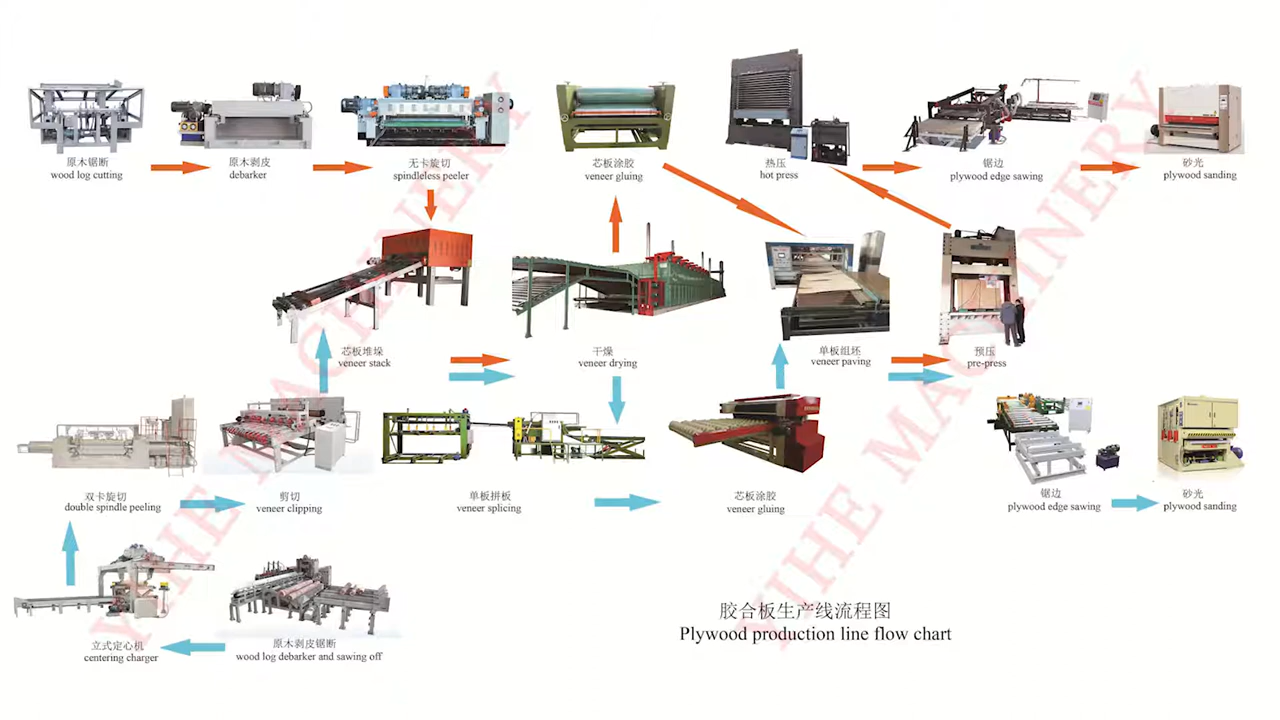 原木锯断
wood log cutting
原木剥皮
debarker
无卡旋切
spindleless peeler
芯板涂胶
veneer gluing
热压
hot press
锯边
plywood edge sawing
砂光
plywood sanding
芯板堆垛
veneer stack
干燥
veneer drying
单板组坯
veneer paving
预压
pre-press
双卡旋切
double spindle peeling
剪切
veneer clipping
单板拼板
veneer splicing
芯板涂胶
veneer gluing
锯边
plywood edge sawing
砂光
plywood sanding
立式定心机
centering charger
原木剥皮锯断
wood log debarker and sawing off
胶合板生产线流程图
Plywood production line flow chart
YIHE MACHINERY
YIHE MACHINERY